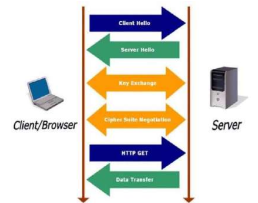 Client Hello
Server Hello
Key Exchange
Client/Browser
Server
Cipher Suite Negotiation
HTTP GET
Data Transfer